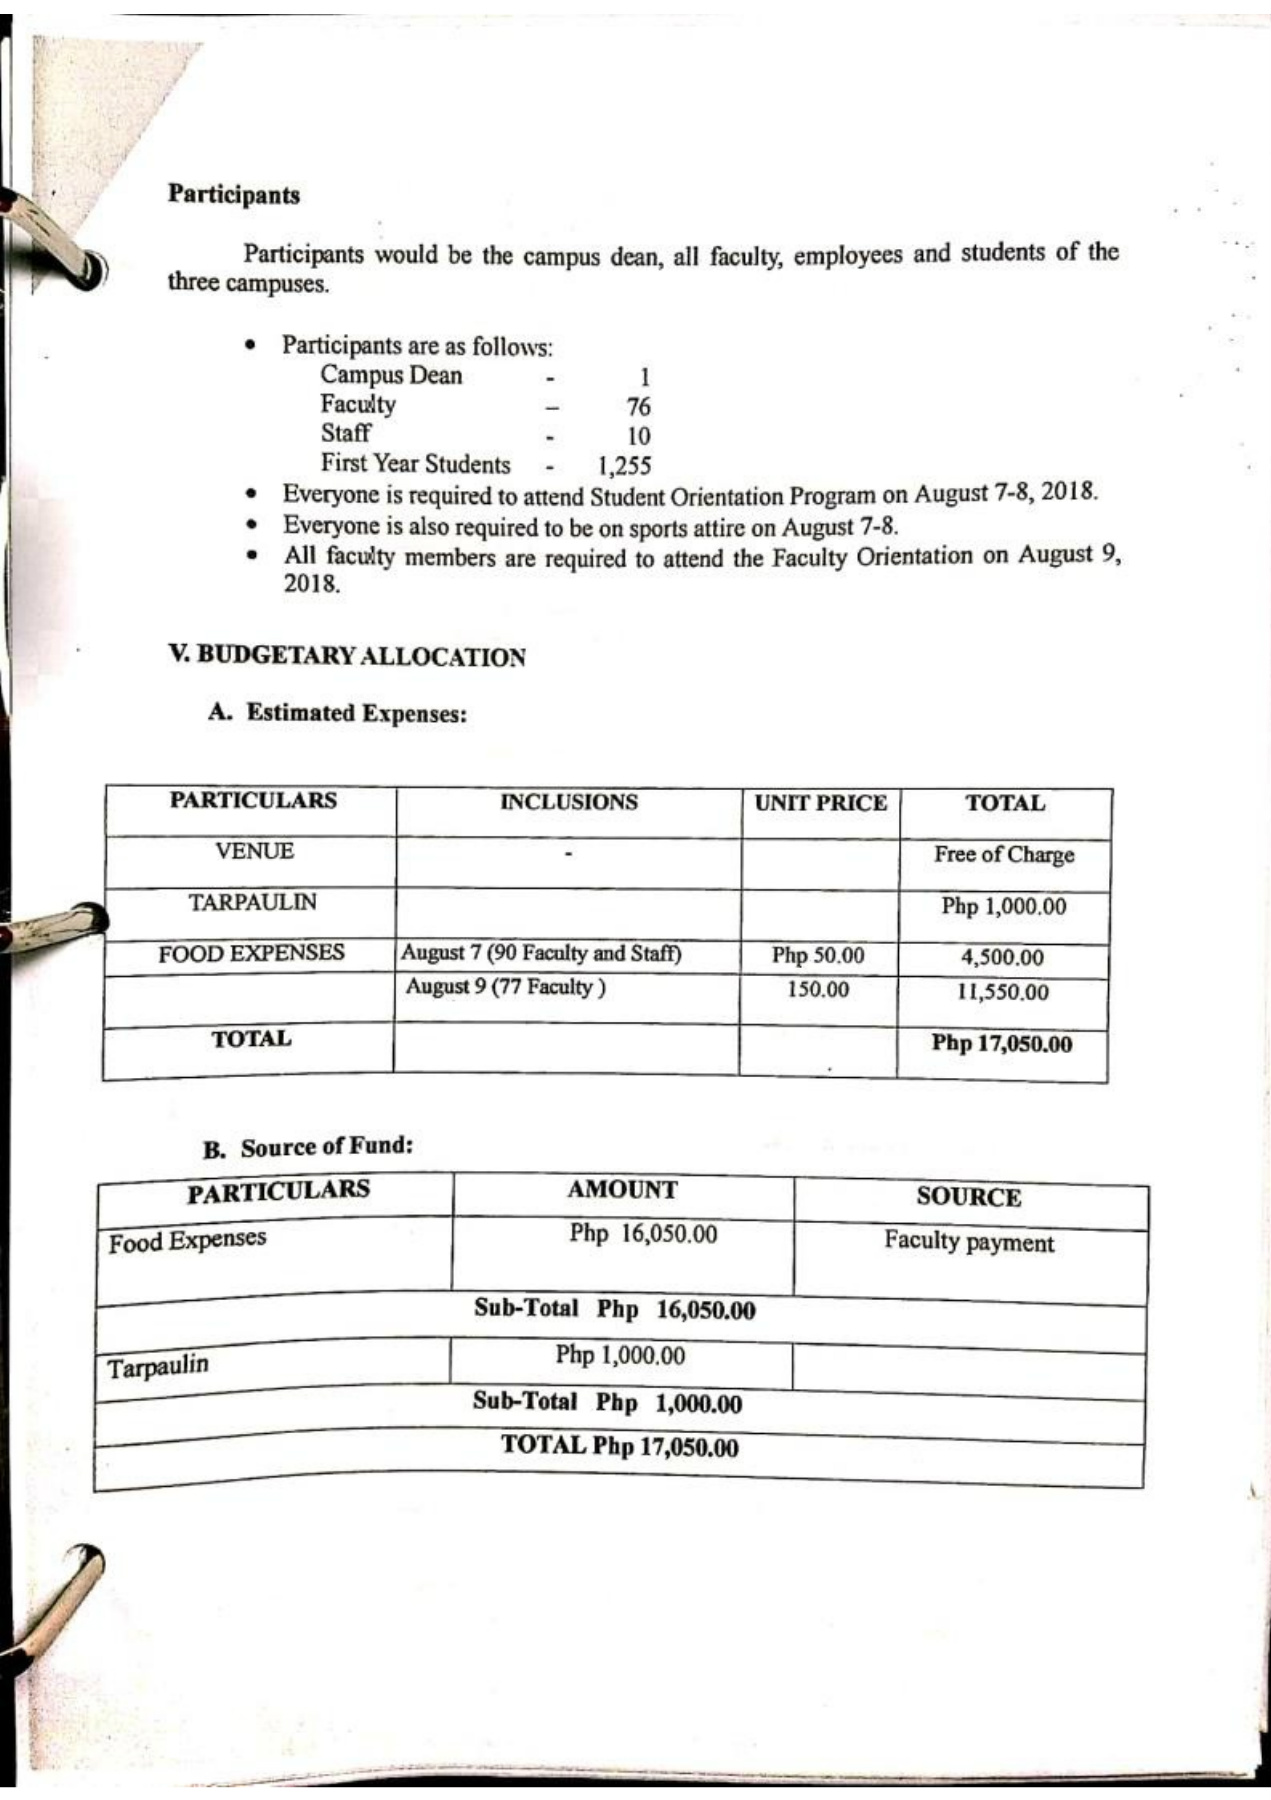 Participants
Participants would be the campus dean, all faculty, employees and students of the
three campuses.
• Participants are as follows:
Campus Dean - 1
Faculty – 76
Staff - 10
First Year Students - 1,255
• Everyone is required to attend Student Orientation Program on August 7-8, 2018.
• Everyone is also required to be on sports attire on August 7-8.
• All faculty members are required to attend the Faculty Orientation on August 9,
2018.
V. BUDGETARY ALLOCATION
A. Estimated Expenses:
PARTICULARS INCLUSIONS UNIT PRICE TOTAL
VENUE - Free of Charge
TARPAULIN Php 1,000.00
FOOD EXPENSES August 7 (90 Faculty and Staff) Php 50.00 4,500.00
August 9 (77 Faculty ) 150.00 11,550.00
TOTAL Php 17,050.00
B. Source of Fund:
PARTICULARS AMOUNT SOURCE
Food Expenses Php 16,050.00 Faculty payment
Sub-Total Php 16,050.00
Tarpaulin Php 1,000.00
Sub-Total Php 1,000.00
TOTAL Php 17,050.00